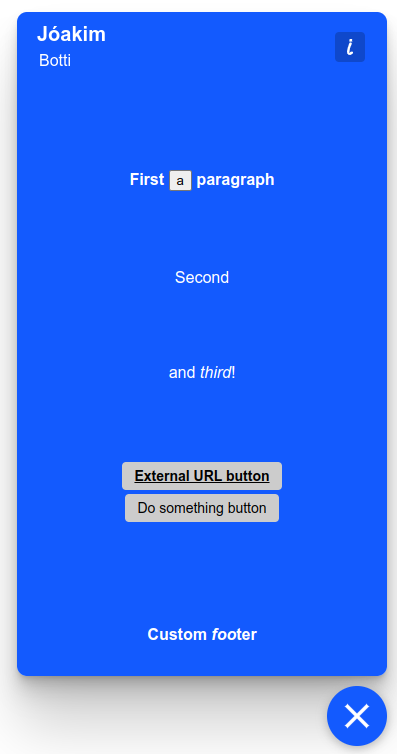 Jóakim
Botti
i
First a paragraph
Second
and third!
External URL button
Do something button
Custom footer